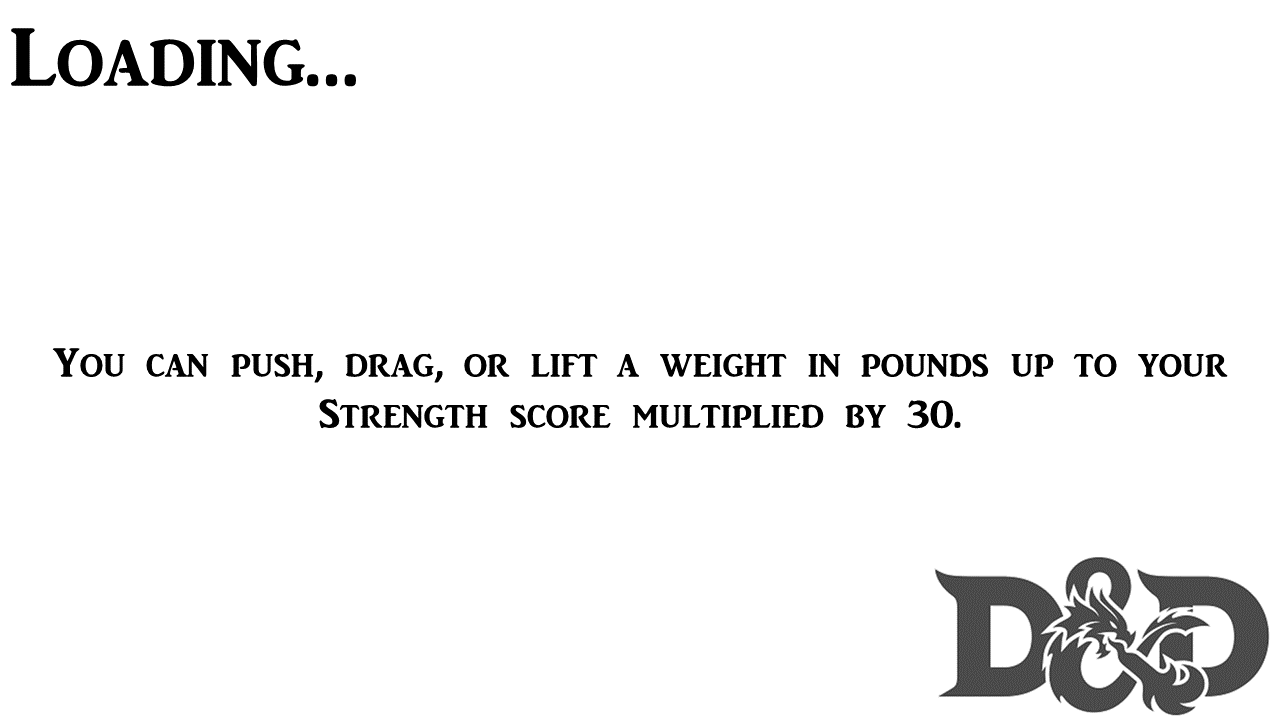 Loading...
You can push, drag, or lift a weight in pounds up to your
Strength score multiplied by 30.
D&D